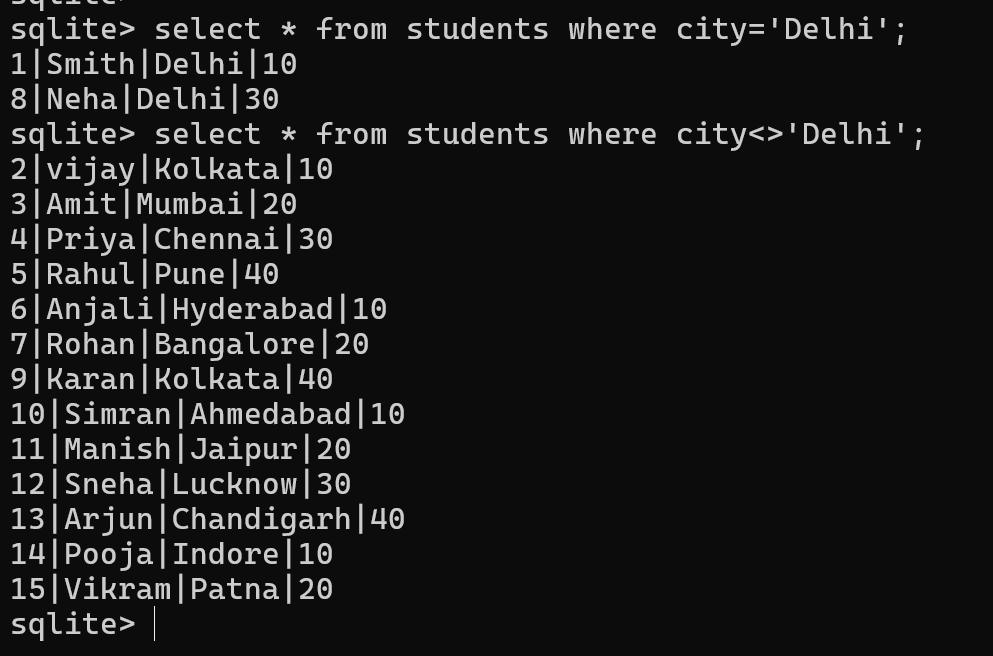 sqlite>
sqlite> select * from students where city='Delhi';
1|Smith|Delhi|10
8|Neha|Delhi|30
sqlite> select * from students where city<>'Delhi';
2|vijay|Kolkata|10
3|Amit|Mumbai|20
4|Priya|Chennai|30
5|Rahul|Pune|40
6|Anjali|Hyderabad|10
7|Rohan|Bangalore|20
9|Karan|Kolkata|40
10|Simran|Ahmedabad|10
11|Manish|Jaipur|20
12|Sneha|Lucknow|30
13|Arjun|Chandigarh|40
14|Pooja|Indore|10
15|Vikram|Patna|20
sqlite>